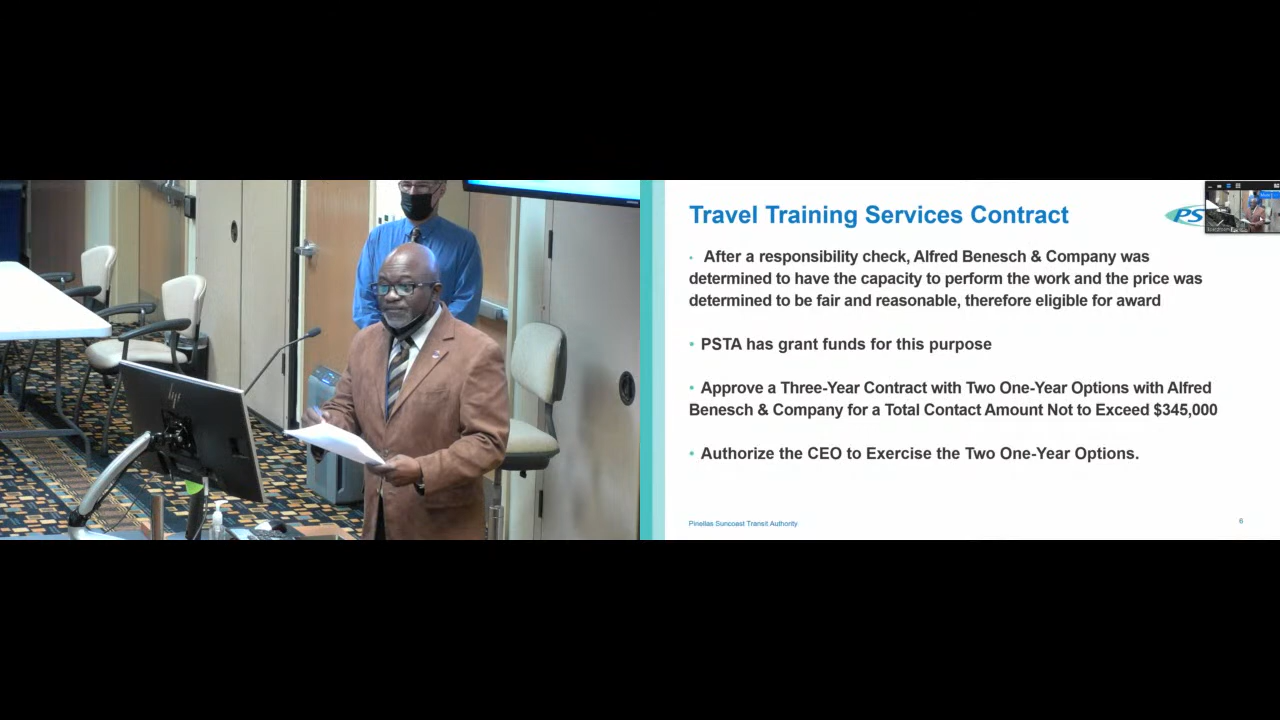 Travel Training Services Contract
PS
• After a responsibility check, Alfred Benesch & Company was
determined to have the capacity to perform the work and the price was
determined to be fair and reasonable, therefore eligible for award
• PSTA has grant funds for this purpose
• Approve a Three-Year Contract with Two One-Year Options with Alfred
Benesch & Company for a Total Contact Amount Not to Exceed $345,000
• Authorize the CEO to Exercise the Two One-Year Options.
Pinellas Suncoast Transit Authority
6
hp